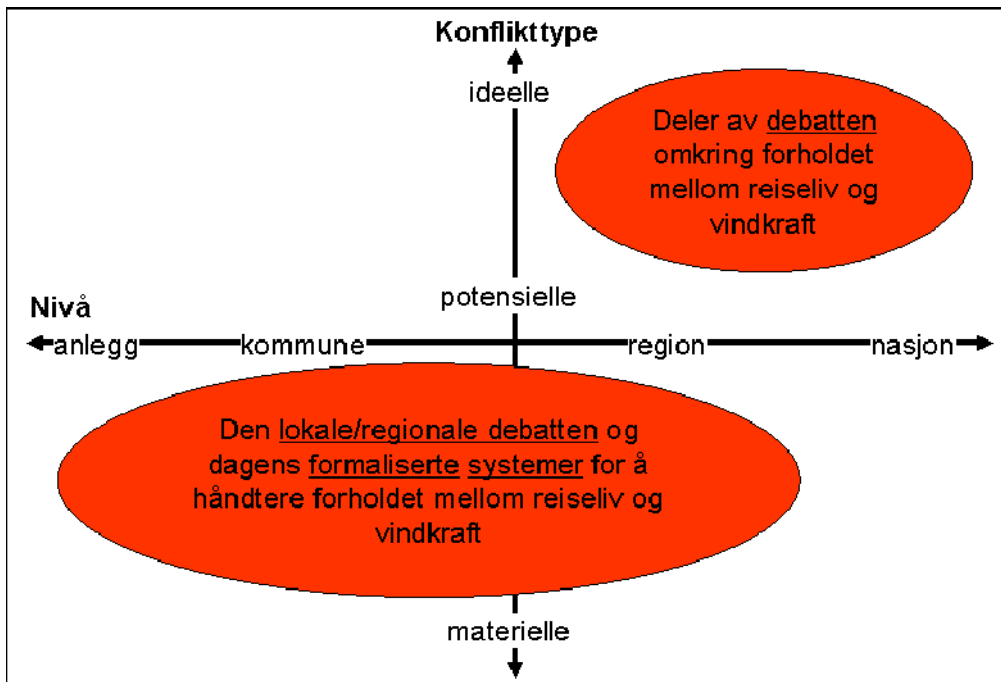 Konflikttype
ideelle
Deler av debatten
omkring forholdet
mellom reiseliv og
vindkraft
potensielle
Nivå
anlegg kommune region nasjon
Den lokale/regionale debatten og
dagens formaliserte systemer for å
håndtere forholdet mellom reiseliv og
vindkraft
materielle